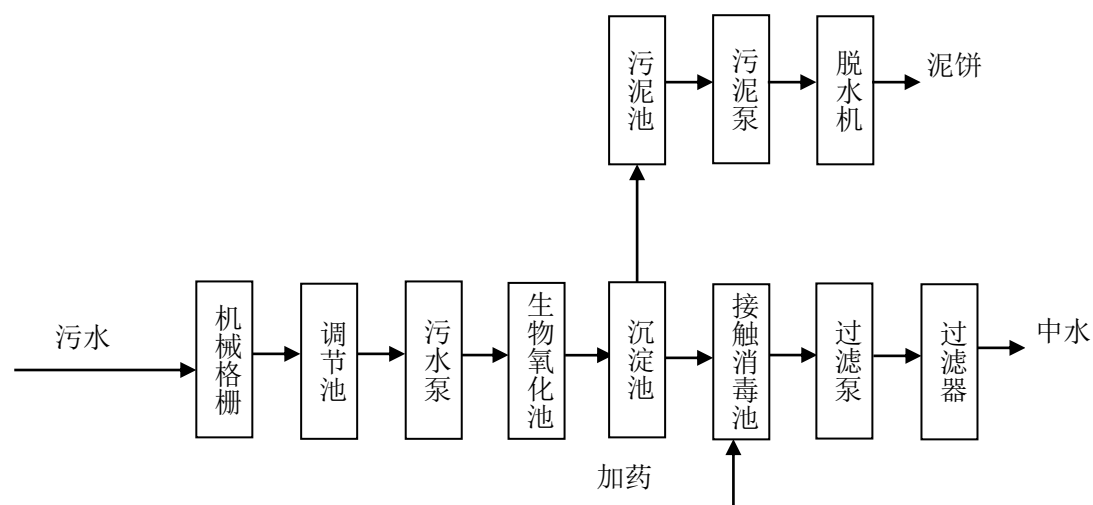 污泥池
污泥泵
脱水机
泥饼
污水
机械格栅
调节池
污水泵
生物氧化池
沉淀池
接触消毒池
过滤泵
过滤器
中水
加药